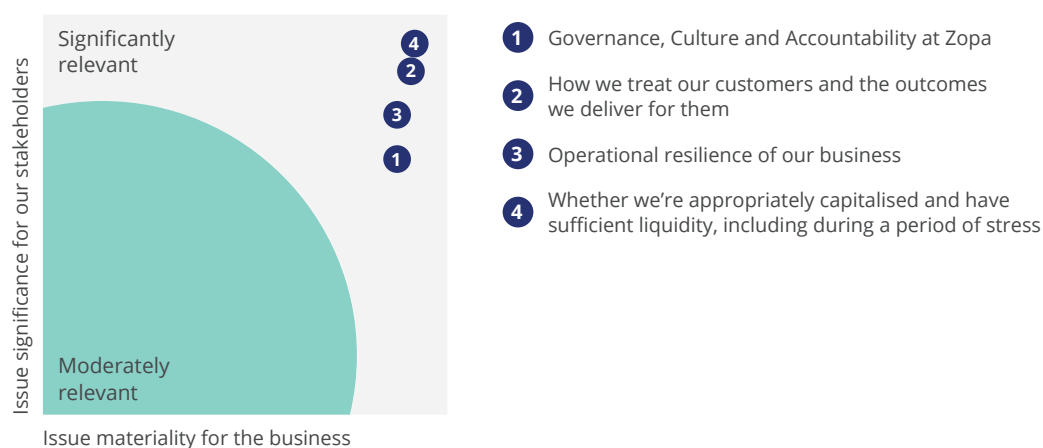 Issue significance for our stakeholders
Significantly
relevant
4
2
3
1
Moderately
relevant
Issue materiality for the business
1 Governance, Culture and Accountability at Zopa
2 How we treat our customers and the outcomes
we deliver for them
3 Operational resilience of our business
4 Whether we’re appropriately capitalised and have
sufficient liquidity, including during a period of stress